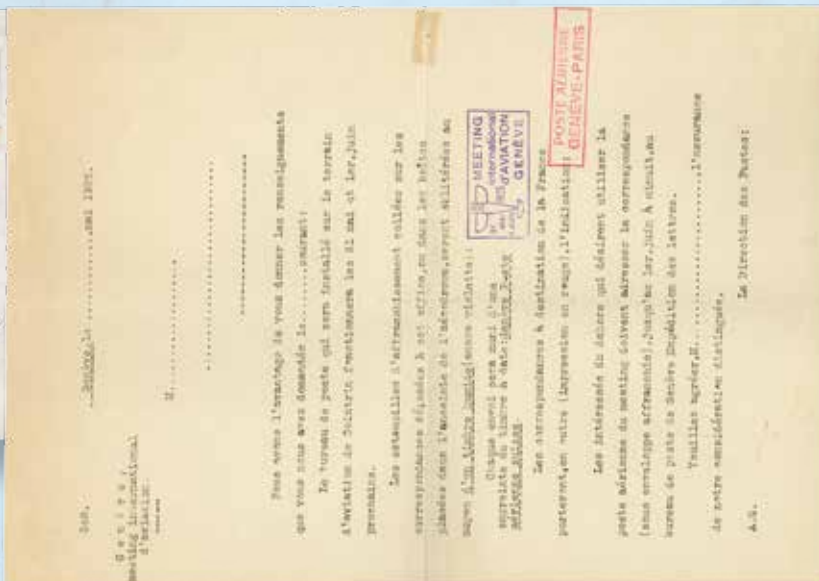 Genève, le ............,mai 1925.
Genève,
meeting international
d'aviation.
M..................
Nous avons l'avantage de vous donner les renseignements
que vous nous avez demandés le........courant:
Le bureau de poste qui sera installé sur le terrain
d'aviation de Cointrin fonctionnera les 31 mai et 1er.juin
prochains.
Les estampilles d'affranchissement collées sur les
correspondances déposées à cet office,ou dans les boîtes
placées dans l'enceinte de l'aérodrome,seront oblitérées au
moyen d'un timbre spécial(encre violette):
MEETING
international
d'AVIATION
GENÈVE
Chaque envoi sera muni d'une
empreinte du timbre à date:Genève Poste
aérienne suisse.
Les correspondances à destination de la France
porteront,en outre (impression en rouge),l'indication:
POSTE AÉRIENNE
GENÈVE-PARIS
Les intéressés du dehors qui désirent utiliser la
poste aérienne du meeting doivent adresser la correspondance
(sous enveloppe affranchie),jusqu'au 1er.juin à minuit,au
bureau de poste de Genève Expédition des lettres.
Veuillez agréer,M......................l'assurance
de notre considération distinguée.
La Direction des Postes: